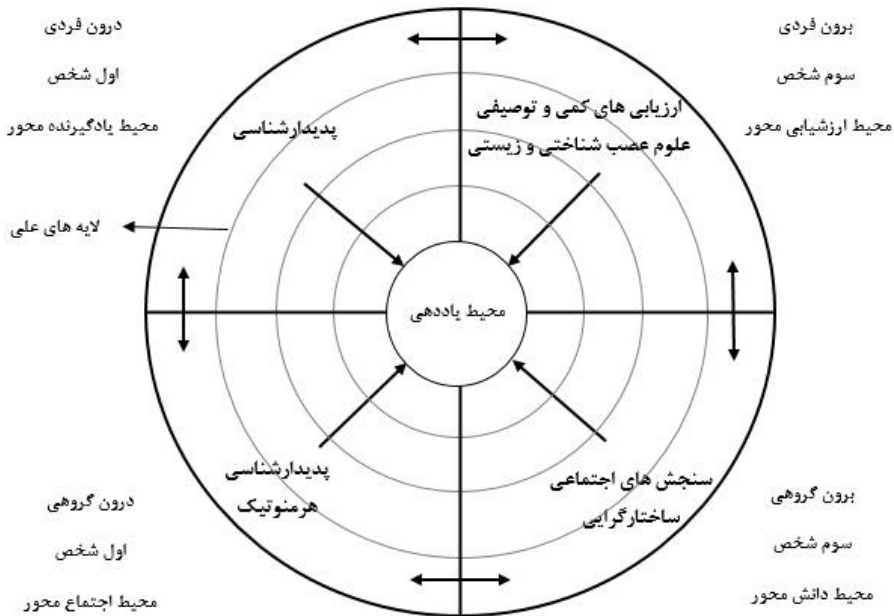 برون فردی
سوم شخص
محیط ارزشیابی محور
درون فردی
اول شخص
محیط یادگیرنده محور
ارزیابی های کمی و توصیفی
علوم عصب شناختی و زیستی
پدیدارشناسی
لایه های علی
محیط یاددهی
سنجش های اجتماعی
ساختارگرایی
پدیدارشناسی
هرمنوتیک
برون گروهی
سوم شخص
محیط دانش محور
درون گروهی
اول شخص
محیط اجتماع محور